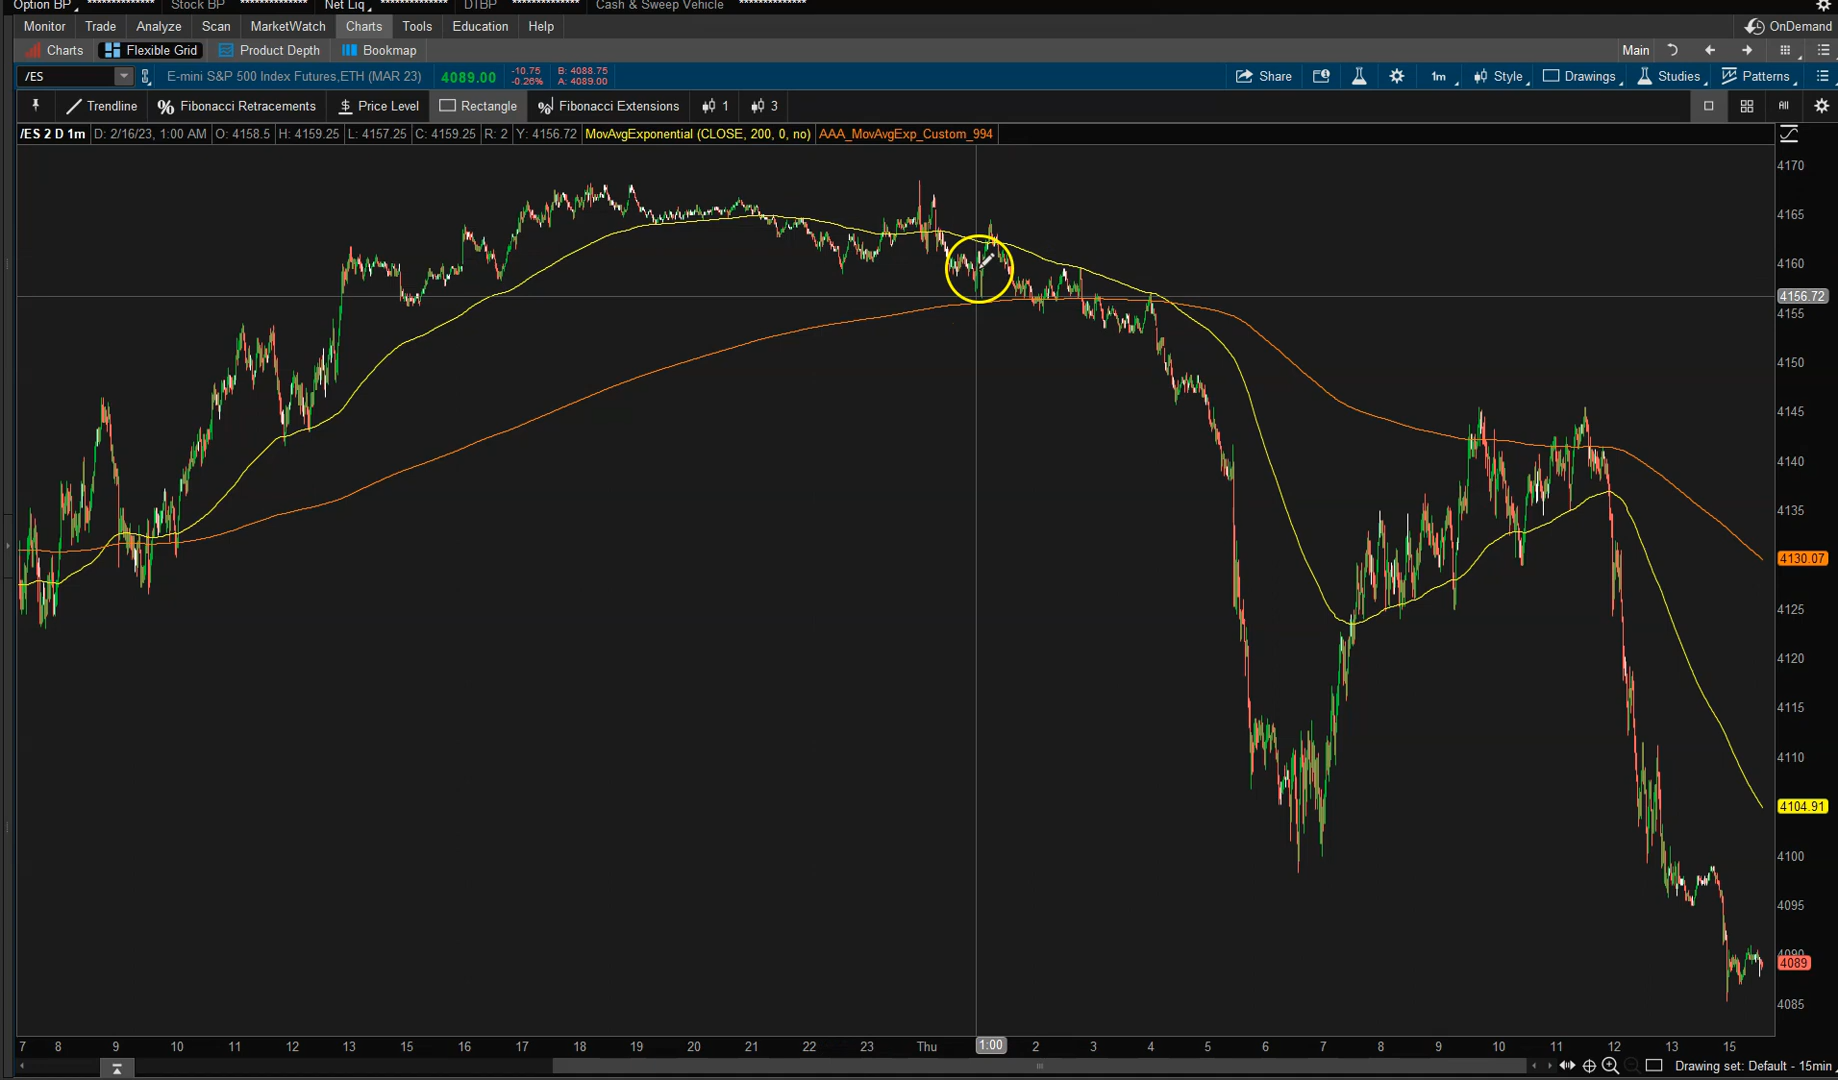 Option BP ************** Stock BP ************** Net Liq ************** DTBP ************** Cash & Sweep Vehicle **************
Monitor Trade Analyze Scan MarketWatch Charts Tools Education Help OnDemand
Charts Flexible Grid Product Depth Bookmap Main
/ES E-mini S&P 500 Index Futures,ETH (MAR 23) 4089.00 -10.75 B: 4088.75 Share 1m Style Drawings Studies Patterns
-0.26% A: 4089.00
Trendline Fibonacci Retracements Price Level Rectangle Fibonacci Extensions 1 3 All
/ES 2 D 1m D: 2/16/23, 1:00 AM O: 4158.5 H: 4159.25 L: 4157.25 C: 4159.25 R: 2 Y: 4156.72 MovAvgExponential (CLOSE, 200, 0, no) AAA_MovAvgExp_Custom_994
4170
4165
4160
4156.72
4155
4150
4145
4140
4135
4130.07
4125
4120
4115
4110
4104.91
4100
4095
4090
4089
4085
7 8 9 10 11 12 13 14 15 16 17 18 19 20 21 22 23 Thu 1:00 2 3 4 5 6 7 8 9 10 11 12 13 14 15
Drawing set: Default - 15min